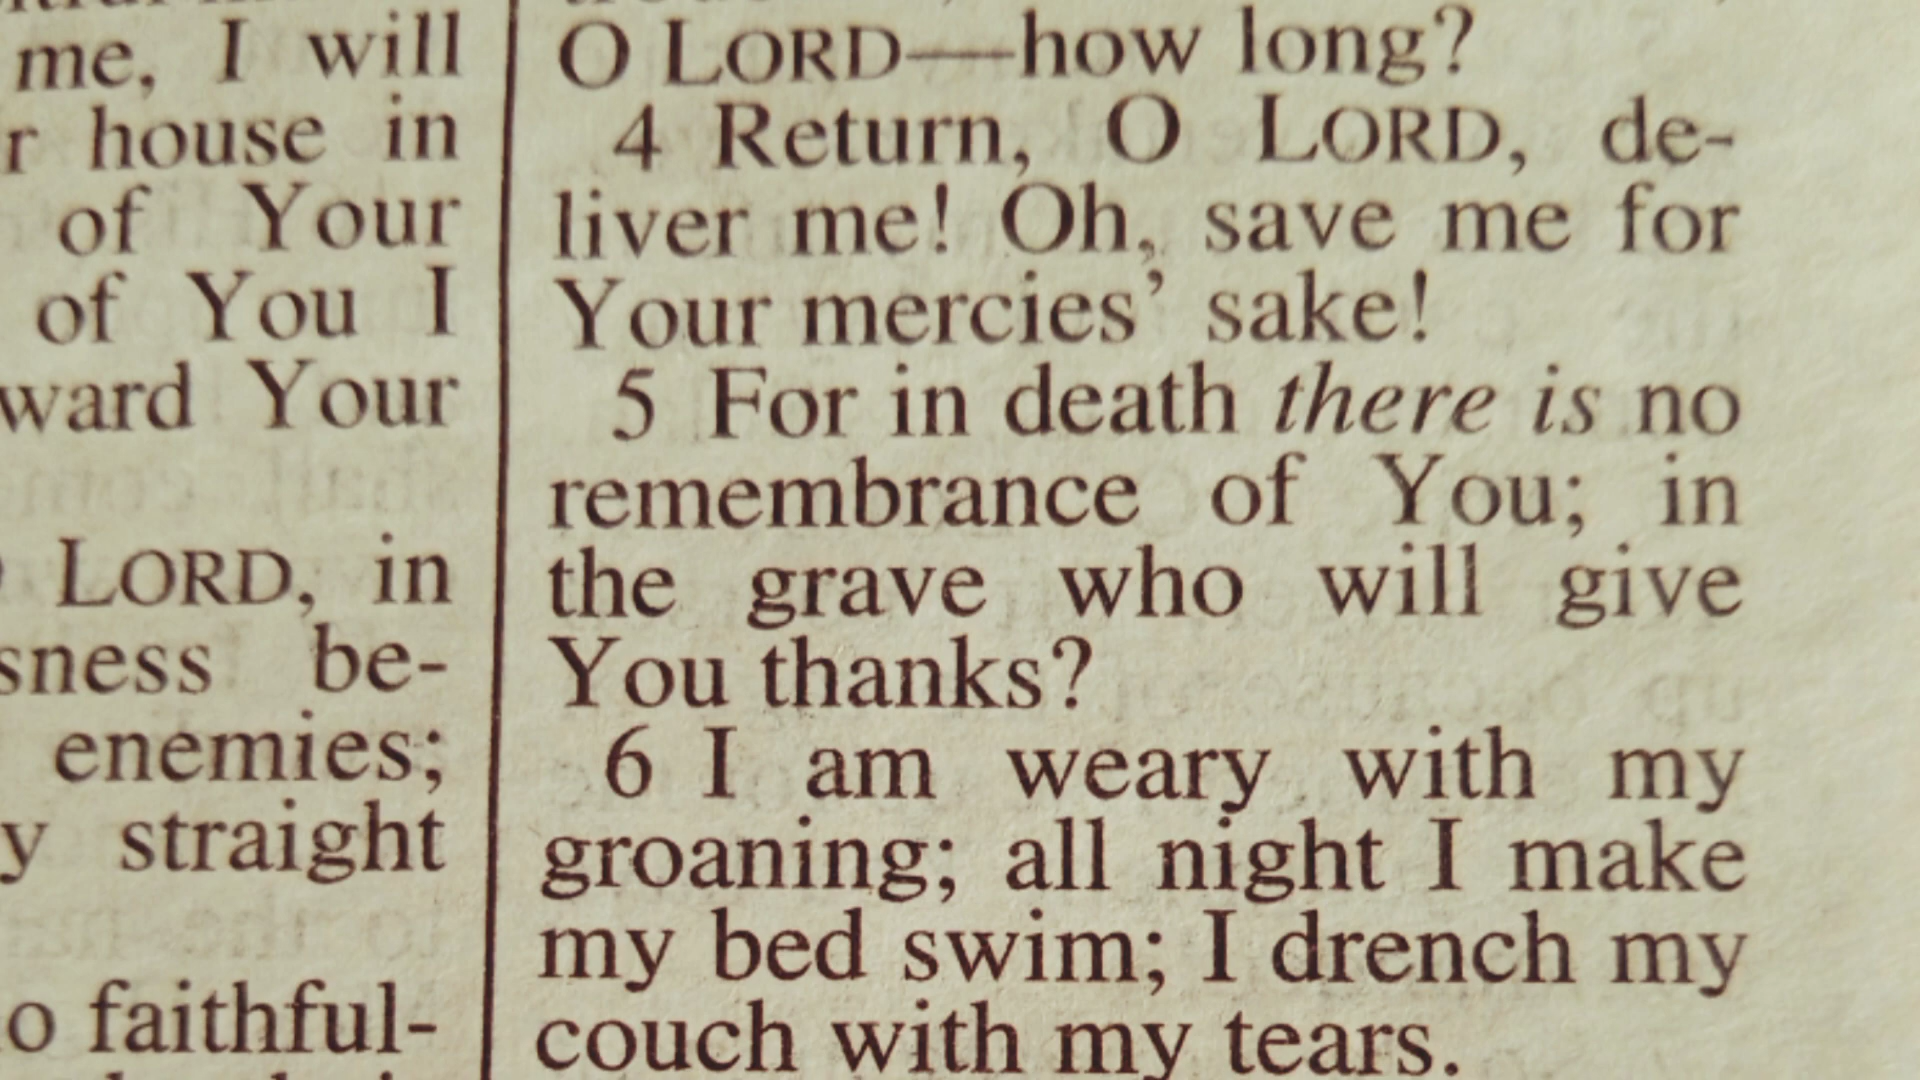 me, I will
house in
of Your
of You I
Your
LORD, in
be-
enemies;
straight
faithful-
O LORD—how long?
4 Return, O LORD, de-
liver me! Oh, save me for
Your mercies’ sake!
5 For in death there is no
remembrance of You; in
the grave who will give
You thanks?
6 I am weary with my
groaning; all night I make
my bed swim; I drench my
couch with my tears.